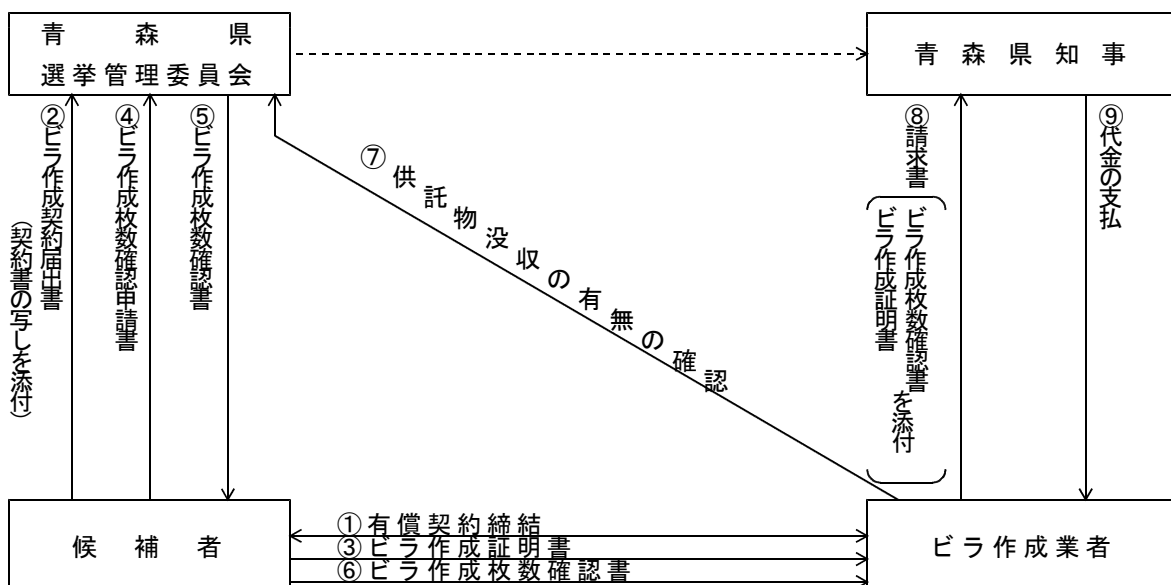 青森県
選挙管理委員会
青森県知事
②ビラ作成契約届出書
（契約書の写しを添付）
④ビラ作成枚数確認申請書
⑤ビラ作成枚数確認書
⑦供託物没収の有無の確認
⑧請求書
ビラ作成枚数確認書
ビラ作成証明書
を添付
⑨代金の支払
候補者
①有償契約締結
③ビラ作成証明書
⑥ビラ作成枚数確認書
ビラ作成業者